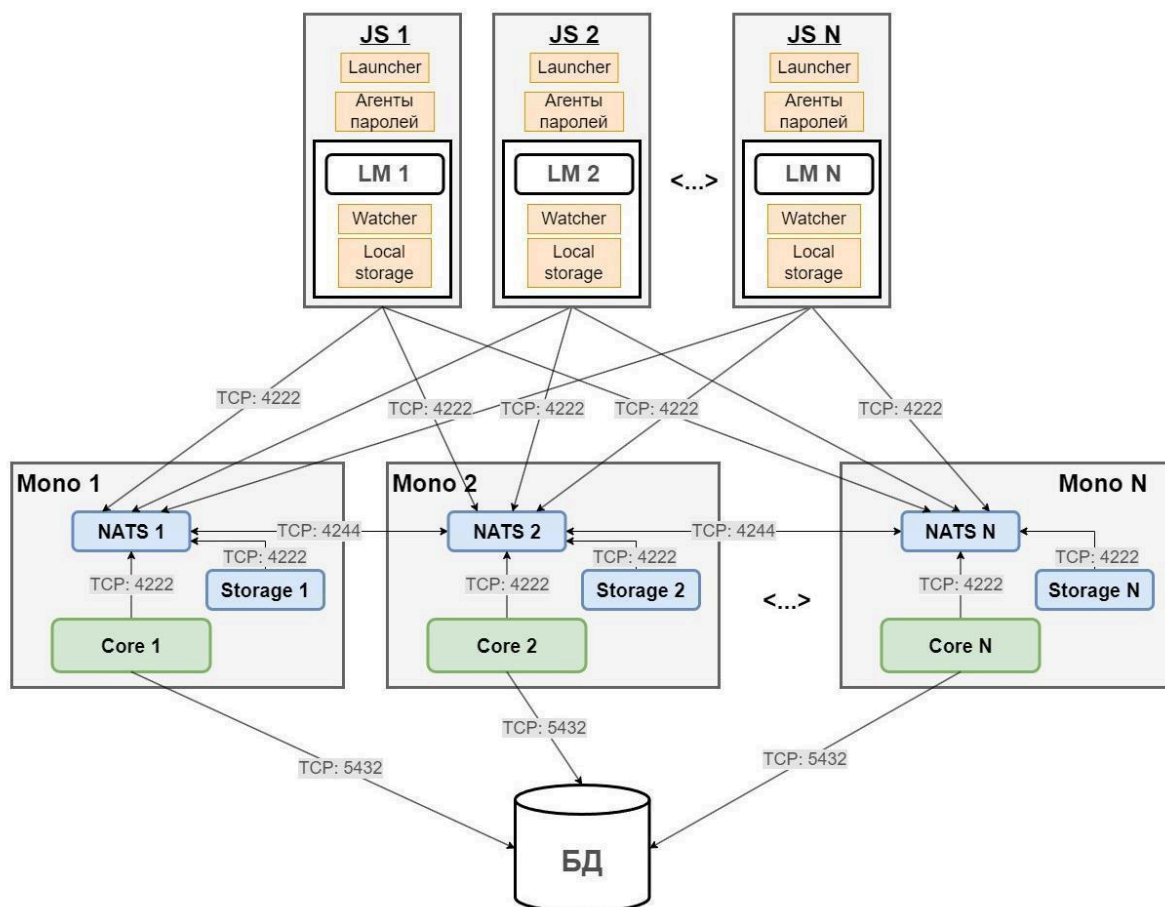 JS 1
Launcher
Агенты
паролей
LM 1
Watcher
Local
storage
JS 2
Launcher
Агенты
паролей
LM 2
Watcher
Local
storage
<...>
JS N
Launcher
Агенты
паролей
LM N
Watcher
Local
storage
TCP: 4222
TCP: 4222
TCP: 4222
TCP: 4222
TCP: 4222
Mono 1
NATS 1
TCP: 4222
TCP: 4222
Storage 1
Core 1
TCP: 4244
Mono 2
NATS 2
TCP: 4222
TCP: 4222
Storage 2
Core 2
TCP: 4244
<...>
Mono N
NATS N
TCP: 4222
TCP: 4222
Storage N
Core N
TCP: 5432
TCP: 5432
TCP: 5432
БД